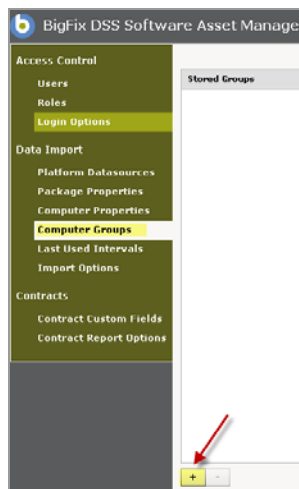 b BigFix DSS Software Asset Manage
Access Control
Users
Roles
Login Options
Data Import
Platform Datasources
Package Properties
Computer Properties
Computer Groups
Last Used Intervals
Import Options
Contracts
Contract Custom Fields
Contract Report Options
Stored Groups
+ -